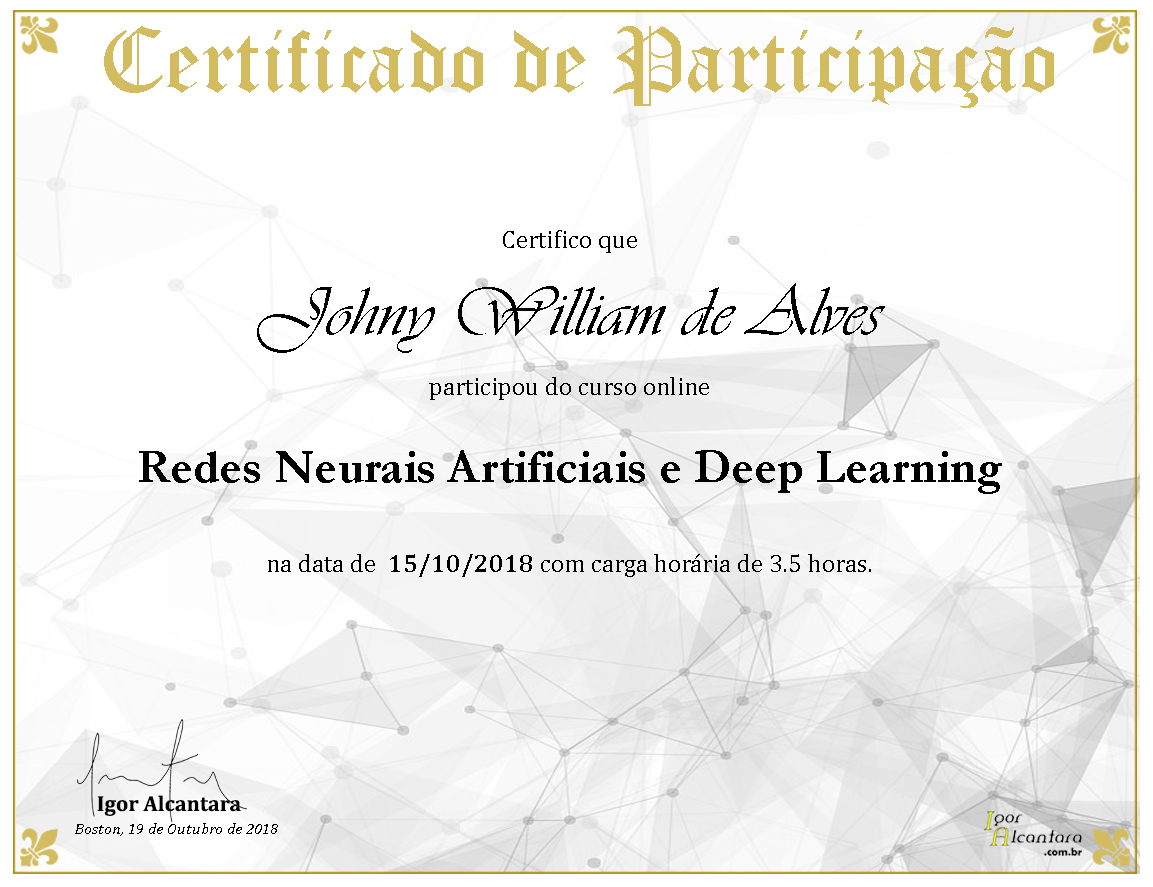 Certificado de Participação
Certifico que
Johny William de Alves
participou do curso online
Redes Neurais Artificiais e Deep Learning
na data de 15/10/2018 com carga horária de 3.5 horas.
Igor Alcantara
Boston, 19 de Outubro de 2018
Igor
Alcantara
.com.br